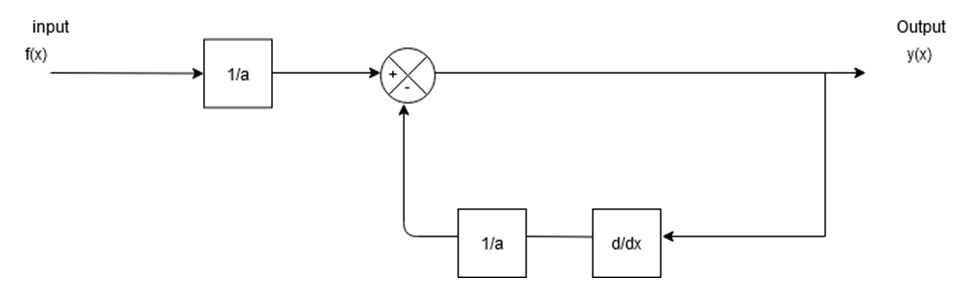 input
f(x)
Output
y(x)
1/a
+
-
1/a
d/dx